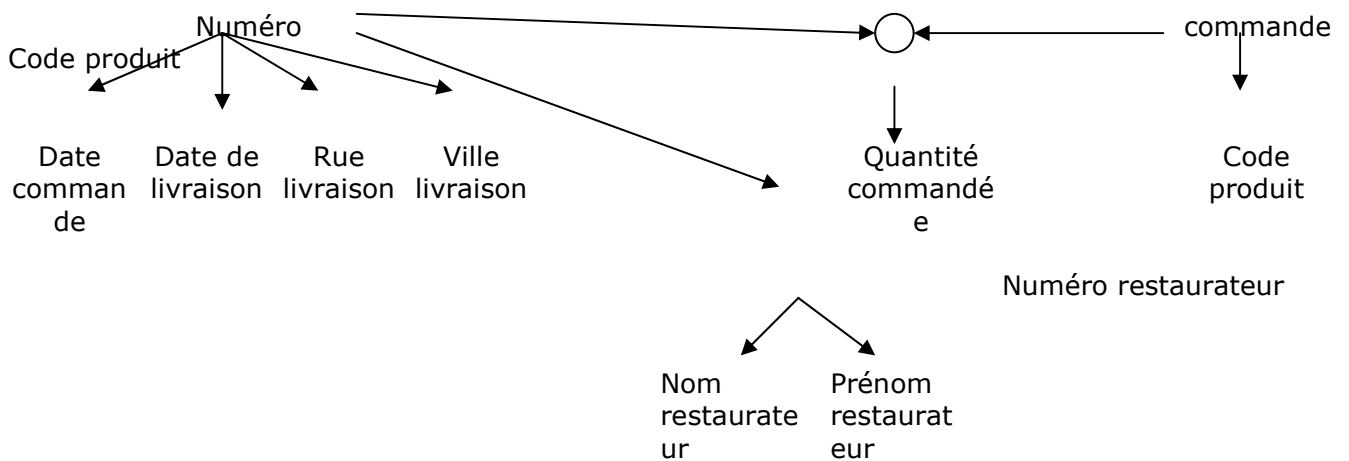 Numéro
commande
Code produit
Date
comman
de
Date de
livraison
Rue
livraison
Ville
livraison
Quantité
commandé
e
Code
produit
Numéro restaurateur
Nom
restaurate
ur
Prénom
restaurat
eur